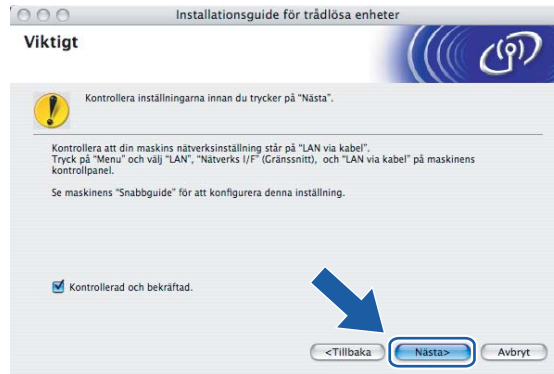 Installationsguide för trådlösa enheter
Viktigt
Kontrollera inställningarna innan du trycker på "Nästa".
Kontrollera att din maskins nätverksinställning står på "LAN via kabel".
Tryck på "Menu" och välj "LAN", "Nätverks I/F" (Gränssnitt), och "LAN via kabel" på maskinens
kontrollpanel.
Se maskinens "Snabbguide" för att konfigurera denna inställning.
Kontrollerad och bekräftad.
<Tillbaka Nästa> Avbryt